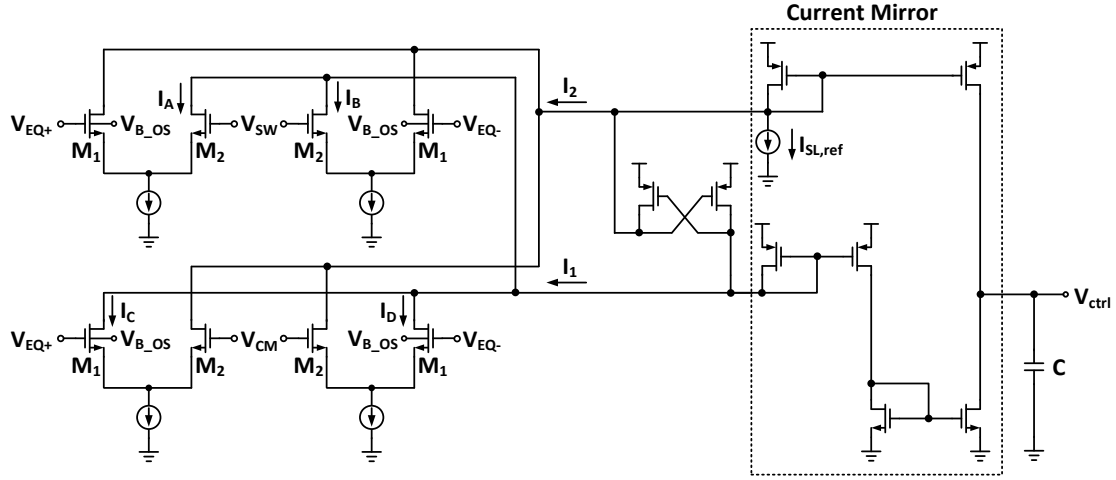 Current Mirror
I_A
I_B
I_2
V_EQ+
V_B_OS
V_SW
V_B_OS
V_EQ-
M_1
M_2
M_2
M_1
I_SL,ref
I_1
I_C
I_D
V_ctrl
V_EQ+
V_B_OS
V_CM
V_B_OS
V_EQ-
M_1
M_2
M_2
M_1
C